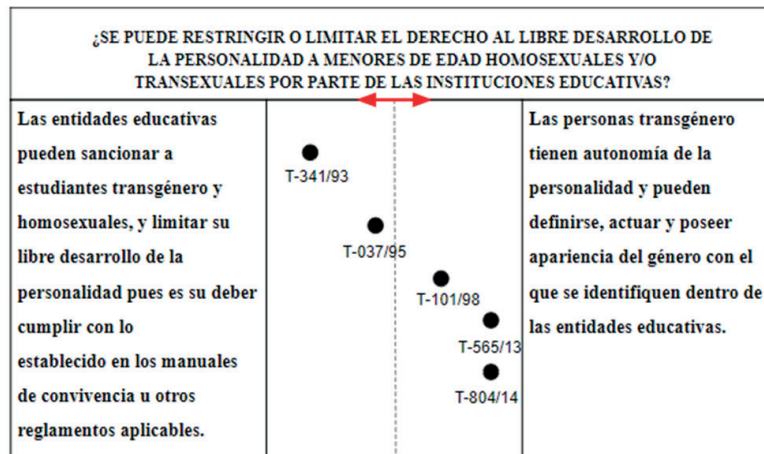 ¿SE PUEDE RESTRINGIR O LIMITAR EL DERECHO AL LIBRE DESARROLLO DE
LA PERSONALIDAD A MENORES DE EDAD HOMOSEXUALES Y/O
TRANSEXUALES POR PARTE DE LAS INSTITUCIONES EDUCATIVAS?
Las entidades educativas
pueden sancionar a
estudiantes transgénero y
homosexuales, y limitar su
libre desarrollo de la
personalidad pues es su deber
cumplir con lo
establecido en los manuales
de convivencia u otros
reglamentos aplicables.
T-341/93
T-037/95
T-101/98
T-565/13
T-804/14
Las personas transgénero
tienen autonomía de la
personalidad y pueden
definirse, actuar y poseer
apariencia del género con el
que se identifiquen dentro de
las entidades educativas.